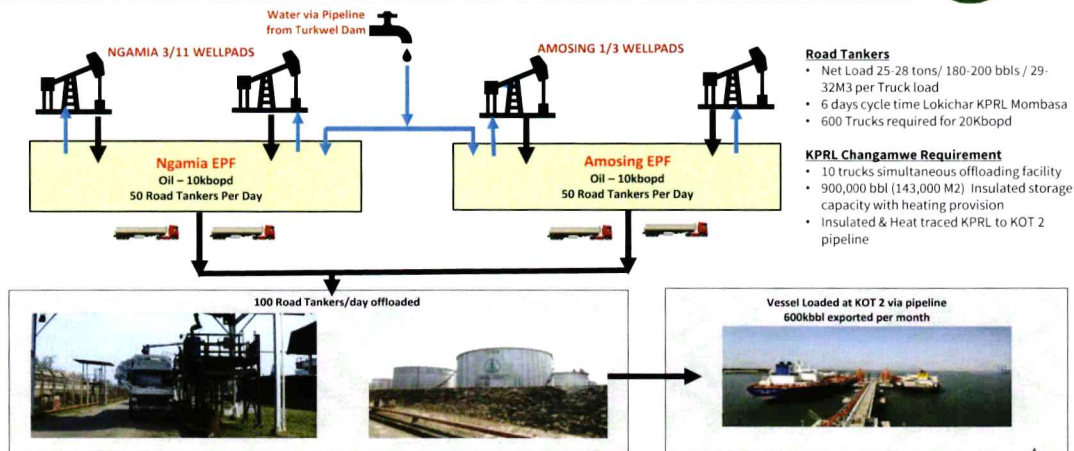 Water via Pipeline
from Turkwel Dam
NGAMIA 3/11 WELLPADS
AMOSING 1/3 WELLPADS
Ngamia EPF
Oil – 10kbopd
50 Road Tankers Per Day
Amosing EPF
Oil – 10kbopd
50 Road Tankers Per Day
Road Tankers
• Net Load 25-28 tons/ 180-200 bbls / 29-
32M3 per Truck load
• 6 days cycle time Lokichar KPRL Mombasa
• 600 Trucks required for 20Kbopd
KPRL Changamwe Requirement
• 10 trucks simultaneous offloading facility
• 900,000 bbl (143,000 M2) Insulated storage
capacity with heating provision
• Insulated & Heat traced KPRL to KOT 2
pipeline
100 Road Tankers/day offloaded
Vessel Loaded at KOT 2 via pipeline
600kbbl exported per month